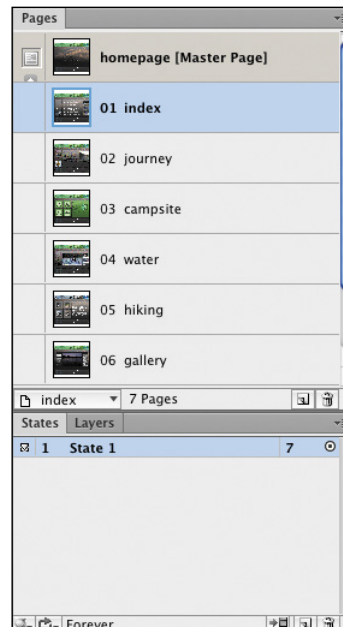 Pages
homepage [Master Page]
01 index
02 journey
03 campsite
04 water
05 hiking
06 gallery
index 7 Pages
States Layers
1 State 1 7
Forever